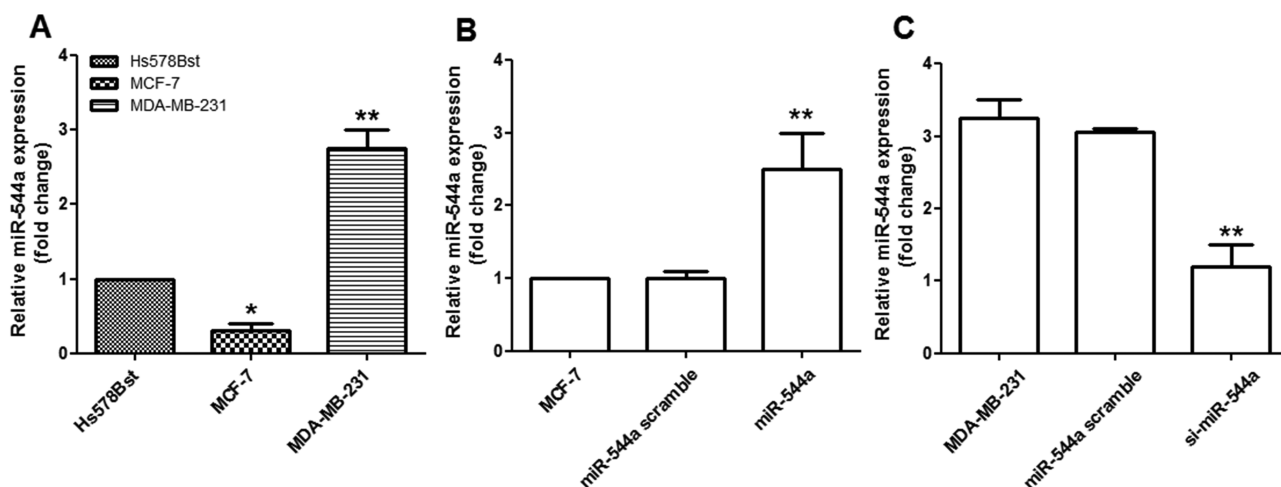 A
Relative miR-544a expression
(fold change)
4
3
2
1
0
Hs578Bst
MCF-7
MDA-MB-231
*
**
Hs578Bst
MCF-7
MDA-MB-231
B
Relative miR-544a expression
(fold change)
4
3
2
1
0
**
MCF-7
miR-544a scramble
miR-544a
C
Relative miR-544a expression
(fold change)
4
3
2
1
0
**
MDA-MB-231
miR-544a scramble
si-miR-544a